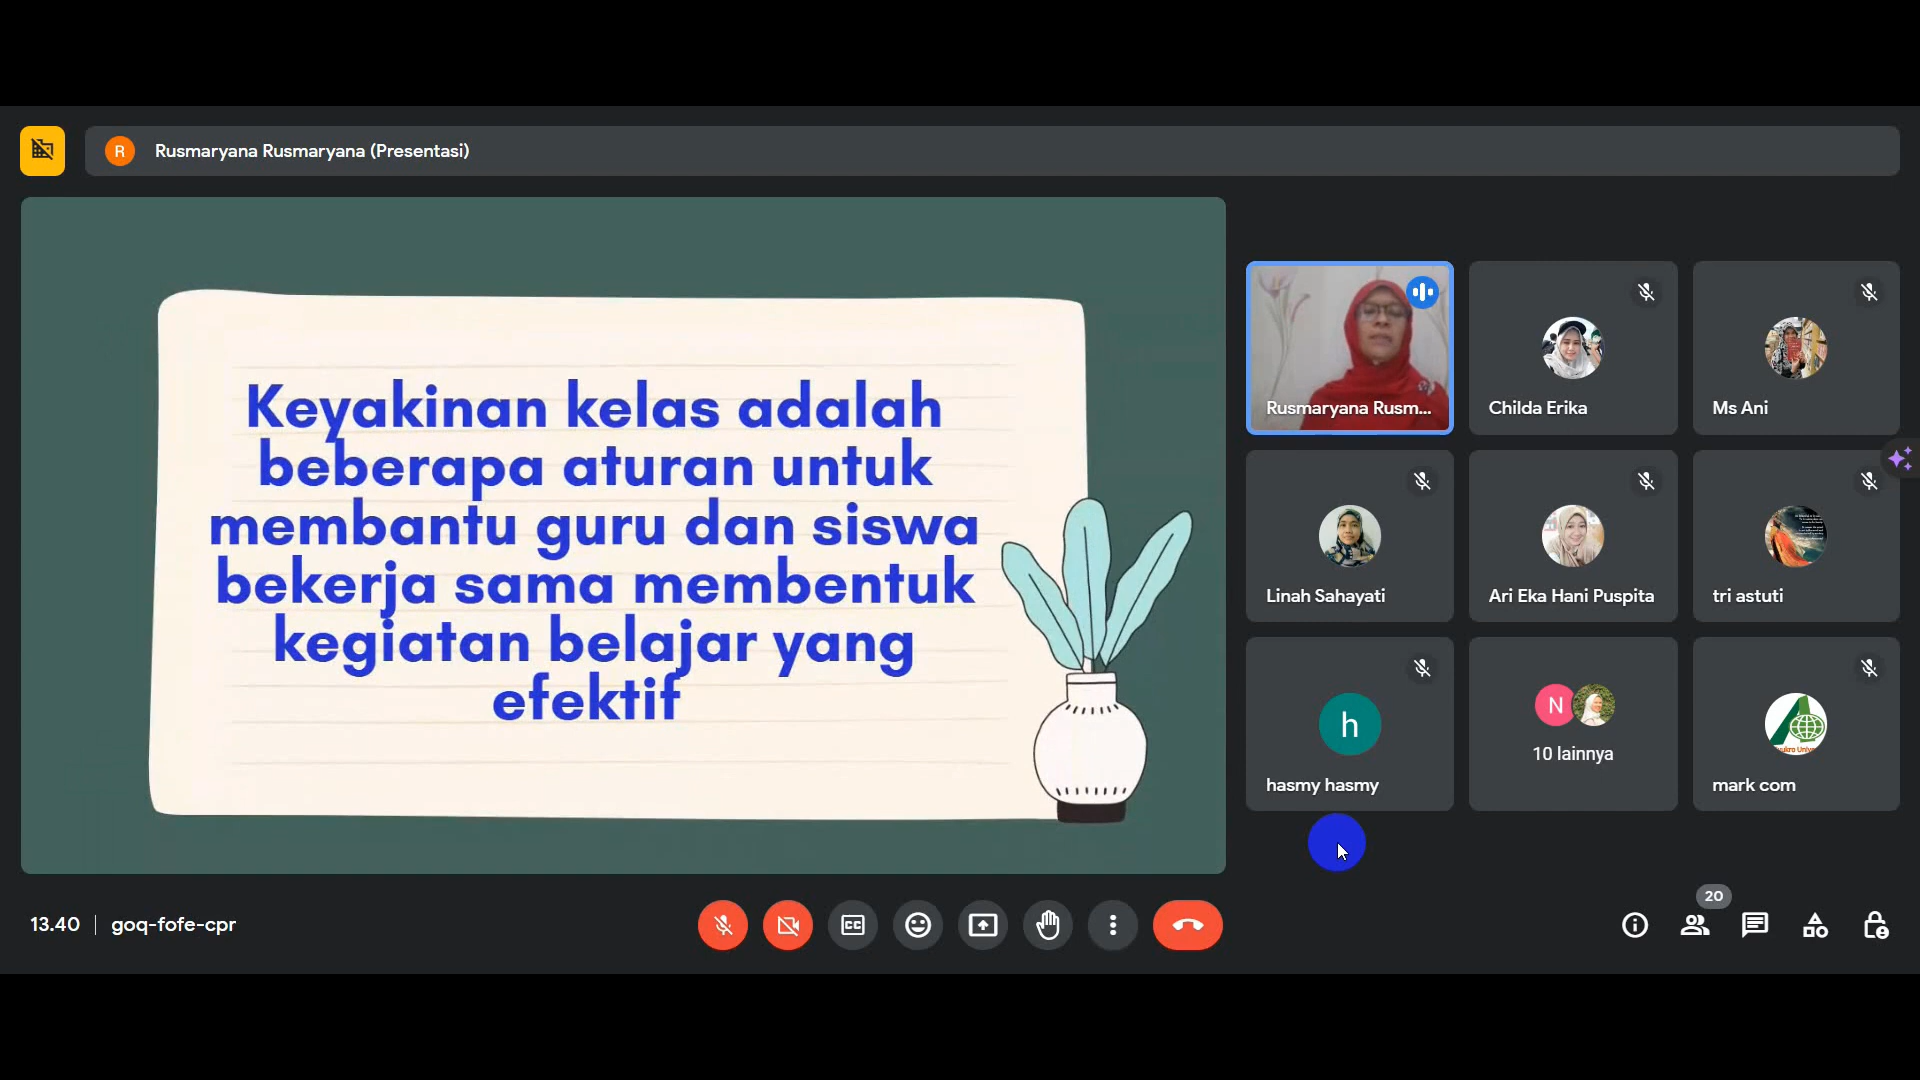 R Rusmaryana Rusmaryana (Presentasi)
Keyakinan kelas adalah
beberapa aturan untuk
membantu guru dan siswa
bekerja sama membentuk
kegiatan belajar yang
efektif
Rusmaryana Rusm...
Childa Erika
Ms Ani
Linah Sahayati
Ari Eka Hani Puspita
tri astuti
h
hasmy hasmy
N
10 lainnya
mark com
13.40 | goq-fofe-cpr
CC
20